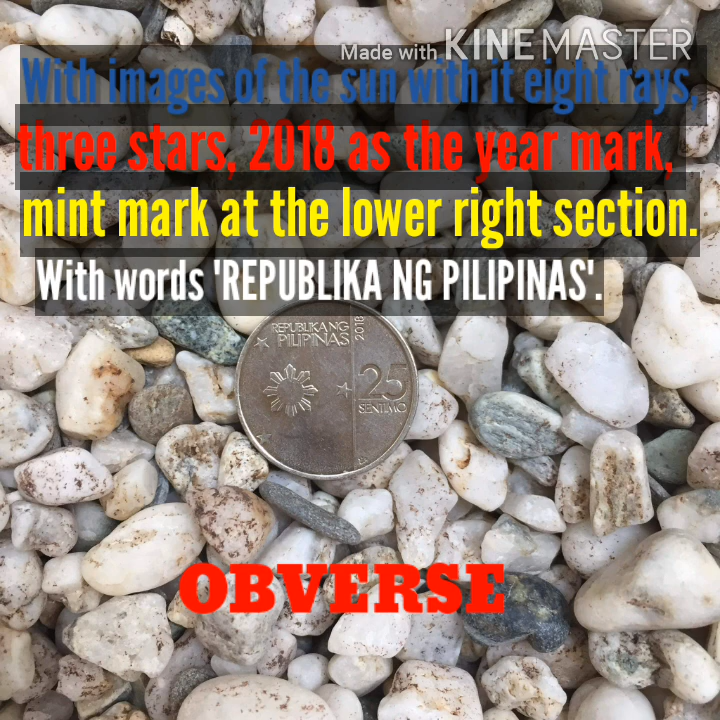 Made with KINEMASTER
With images of the sun with it eight rays,
three stars, 2018 as the year mark,
mint mark at the lower right section.
With words 'REPUBLIKA NG PILIPINAS'.
REPUBLIKA NG
PILIPINAS
2018
25
SENTIMO
OBVERSE